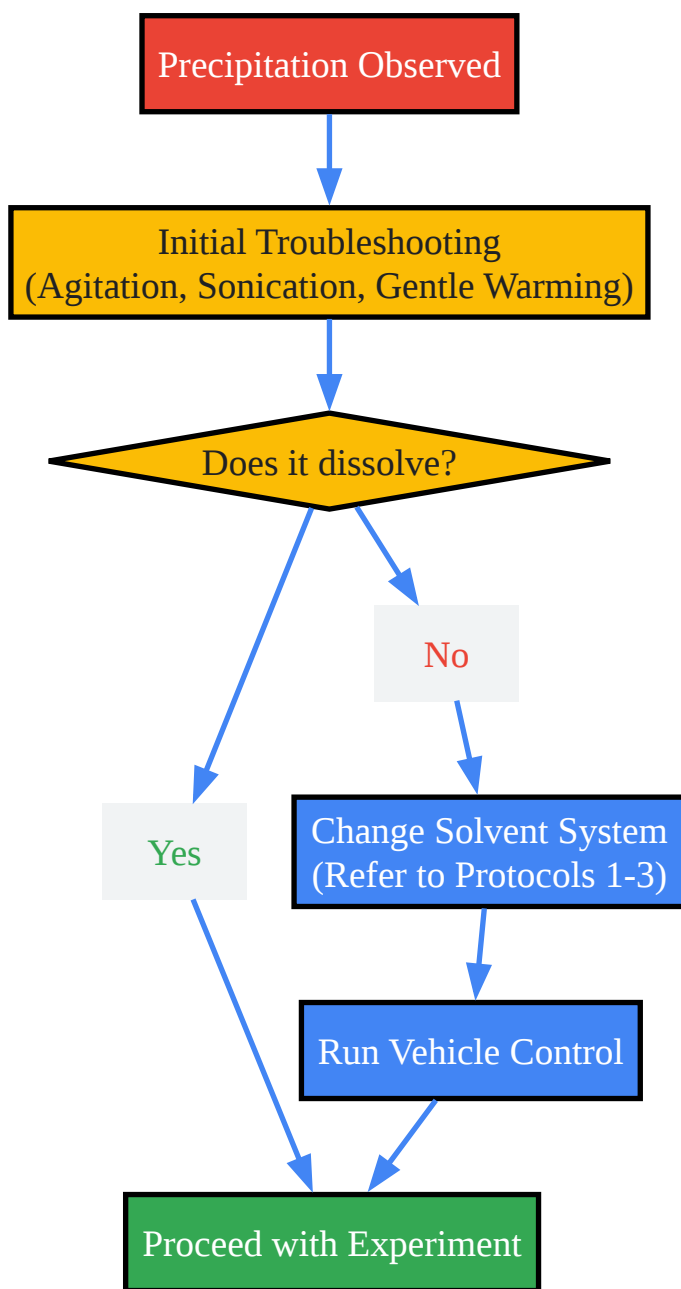 Precipitation Observed
Initial Troubleshooting
(Agitation, Sonication, Gentle Warming)
Does it dissolve?
No
Change Solvent System
(Refer to Protocols 1-3)
Yes
Run Vehicle Control
Proceed with Experiment